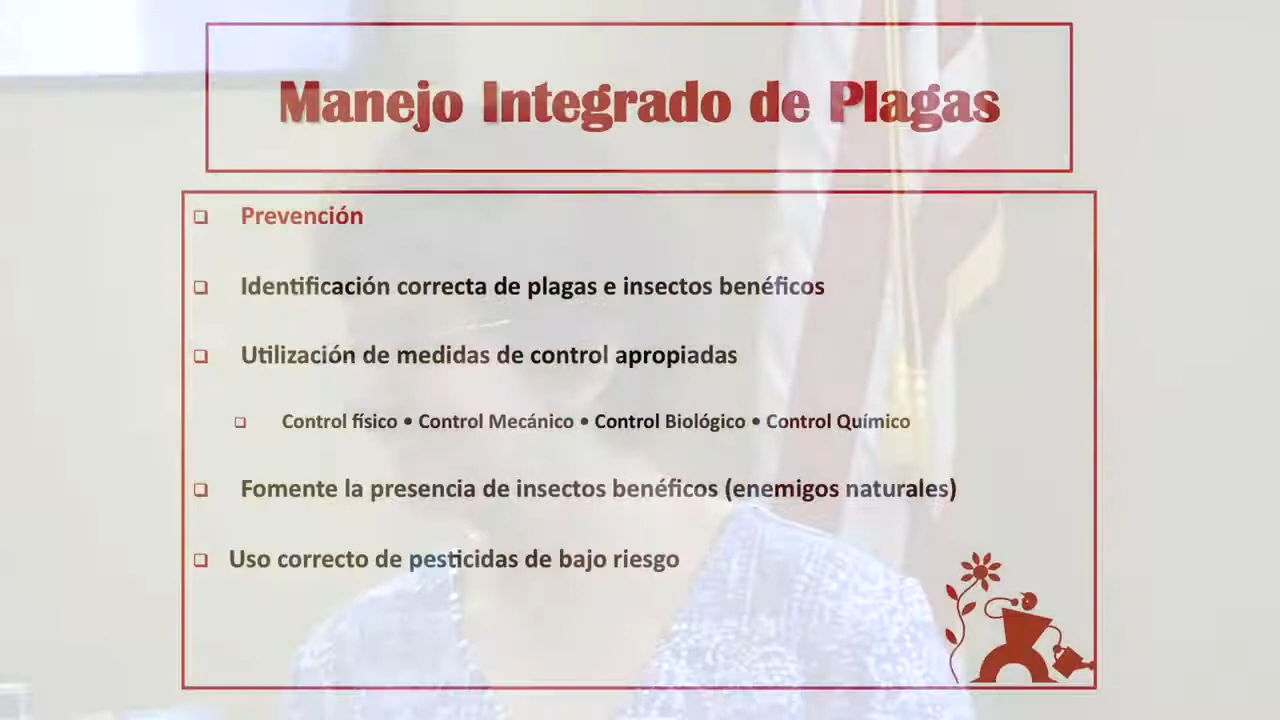 Manejo Integrado de Plagas
❑ Prevención
❑ Identificación correcta de plagas e insectos benéficos
❑ Utilización de medidas de control apropiadas
❑ Control físico • Control Mecánico • Control Biológico • Control Químico
❑ Fomente la presencia de insectos benéficos (enemigos naturales)
❑ Uso correcto de pesticidas de bajo riesgo